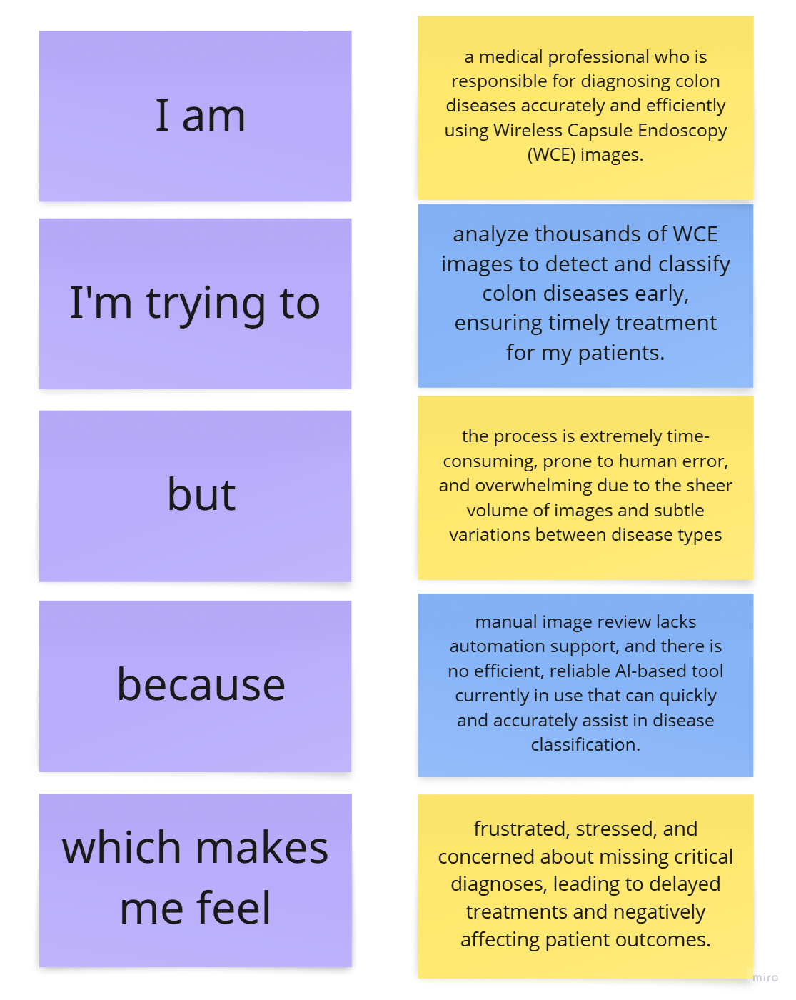 I am
a medical professional who is
responsible for diagnosing colon
diseases accurately and efficiently
using Wireless Capsule Endoscopy
(WCE) images.
I'm trying to
analyze thousands of WCE
images to detect and classify
colon diseases early,
ensuring timely treatment
for my patients.
but
the process is extremely time-
consuming, prone to human error,
and overwhelming due to the sheer
volume of images and subtle
variations between disease types
because
manual image review lacks
automation support, and there is
no efficient, reliable AI-based tool
currently in use that can quickly
and accurately assist in disease
classification.
which makes
me feel
frustrated, stressed, and
concerned about missing critical
diagnoses, leading to delayed
treatments and negatively
affecting patient outcomes.
miro